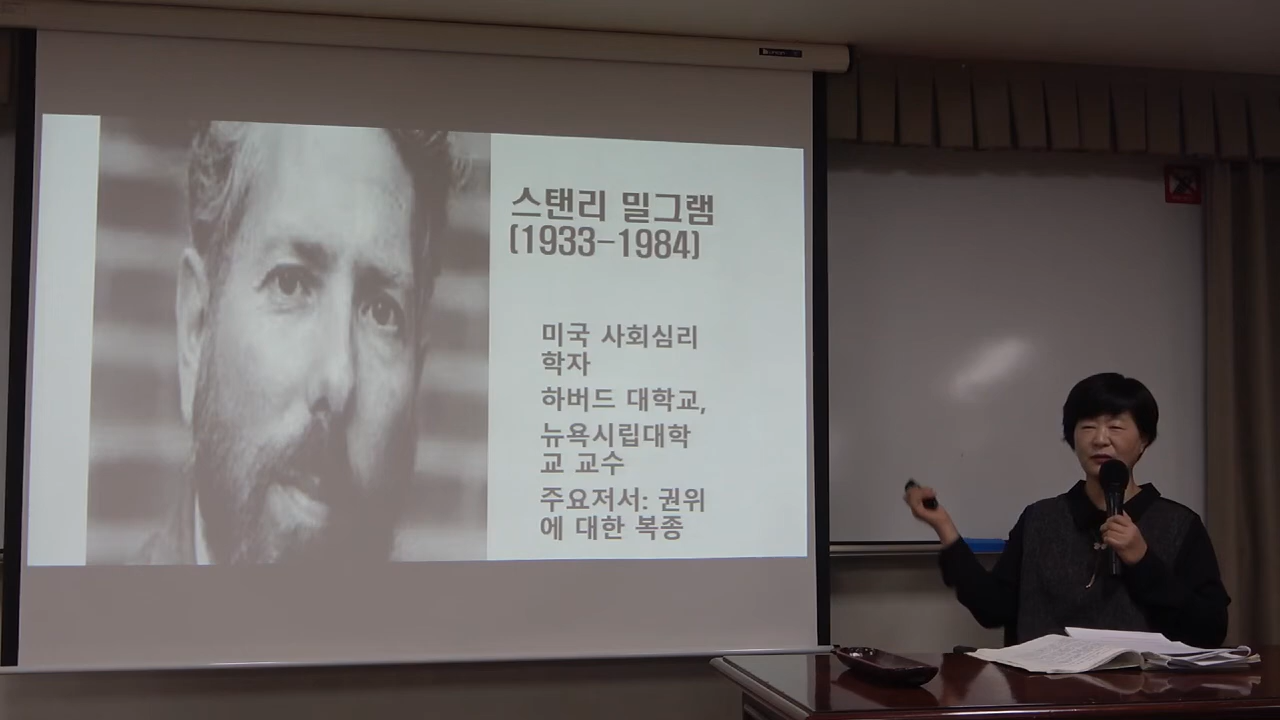 스탠리 밀그램
(1933-1984)
미국 사회심리
학자
하버드 대학교,
뉴욕시립대학
교 교수
주요저서: 권위
에 대한 복종